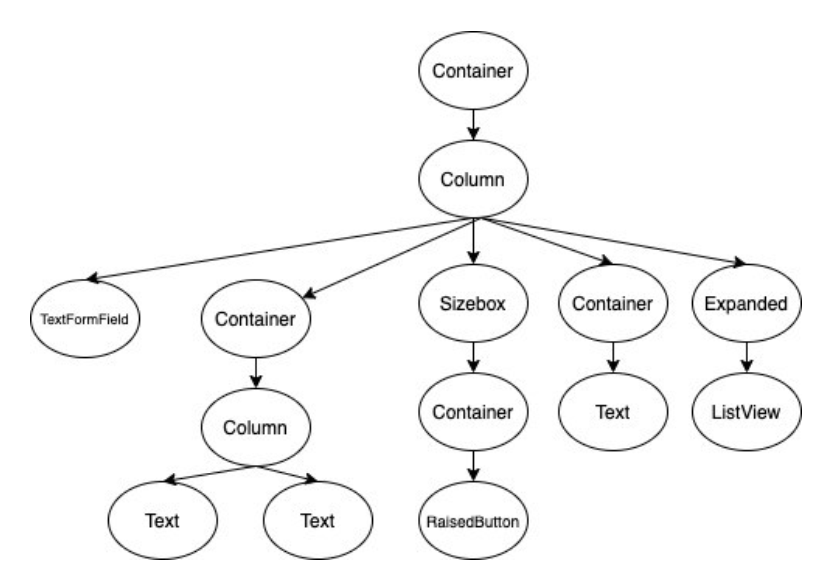 Container
Column
TextFormField
Container
Sizebox
Container
Expanded
Column
Container
Text
ListView
Text
Text
RaisedButton